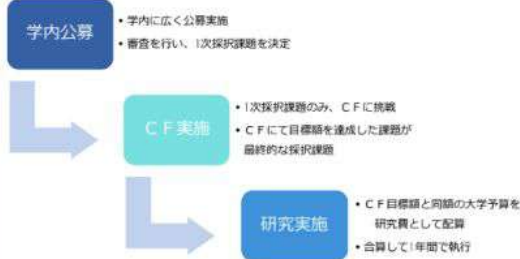 学内公募
• 学内に広く公募実施
• 審査を行い、1次採択課題を決定
CF実施
• 1次採択課題のみ、CFに挑戦
• CFにて目標額を達成した課題が
最終的な採択課題
研究実施
• CF目標額と同額の大学予算を
研究費として配算
• 合算して1年間で執行